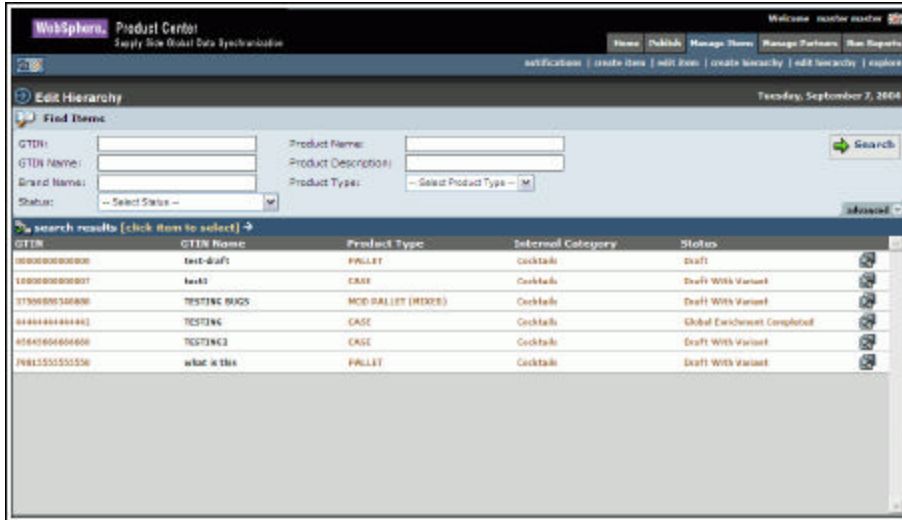 WebSphere. Product Center
Supply Side Global Data Synchronization
Welcome master master
Home Publish Manage Items Manage Partners Run Reports
notifications | create item | edit item | create hierarchy | edit hierarchy | explore
Edit Hierarchy
Tuesday, September 7, 2004
Find Items
GTIN:
Product Name:
Search
GTIN Name:
Product Description:
Brand Name:
Product Type:
-- Select Product Type --
Status:
-- Select Status --
advanced
search results [click item to select]
GTIN GTIN Name Product Type Internal Category Status
test-draft PALLET Cocktails Draft
test1 CASE Cocktails Draft With Variant
TESTING BUGS MOD PALLET (MIXED) Cocktails Draft With Variant
TESTING CASE Cocktails Global Enrichment Completed
TESTING2 CASE Cocktails Draft With Variant
what is this PALLET Cocktails Draft With Variant